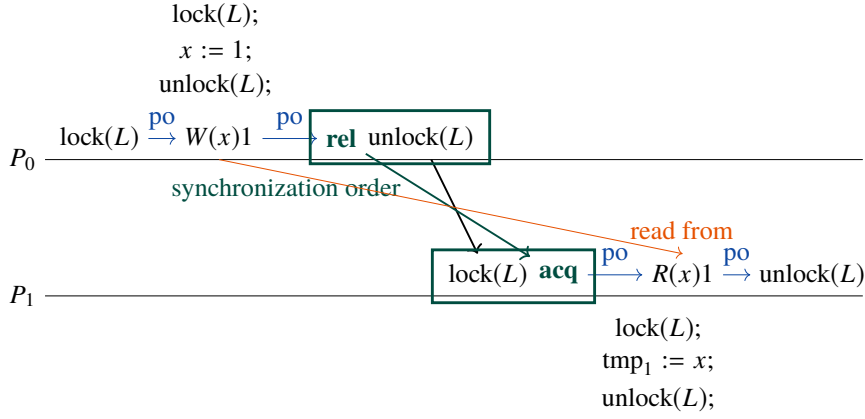 lock(L);
x := 1;
unlock(L);
po po
lock(L) W(x)1 rel unlock(L)
P₀
synchronization order
read from
po po
lock(L) acq R(x)1 unlock(L)
P₁
lock(L);
tmp₁ := x;
unlock(L);